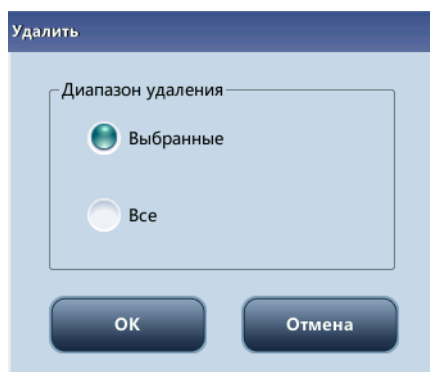 Удалить
Диапазон удаления
Выбранные
Все
ОК
Отмена